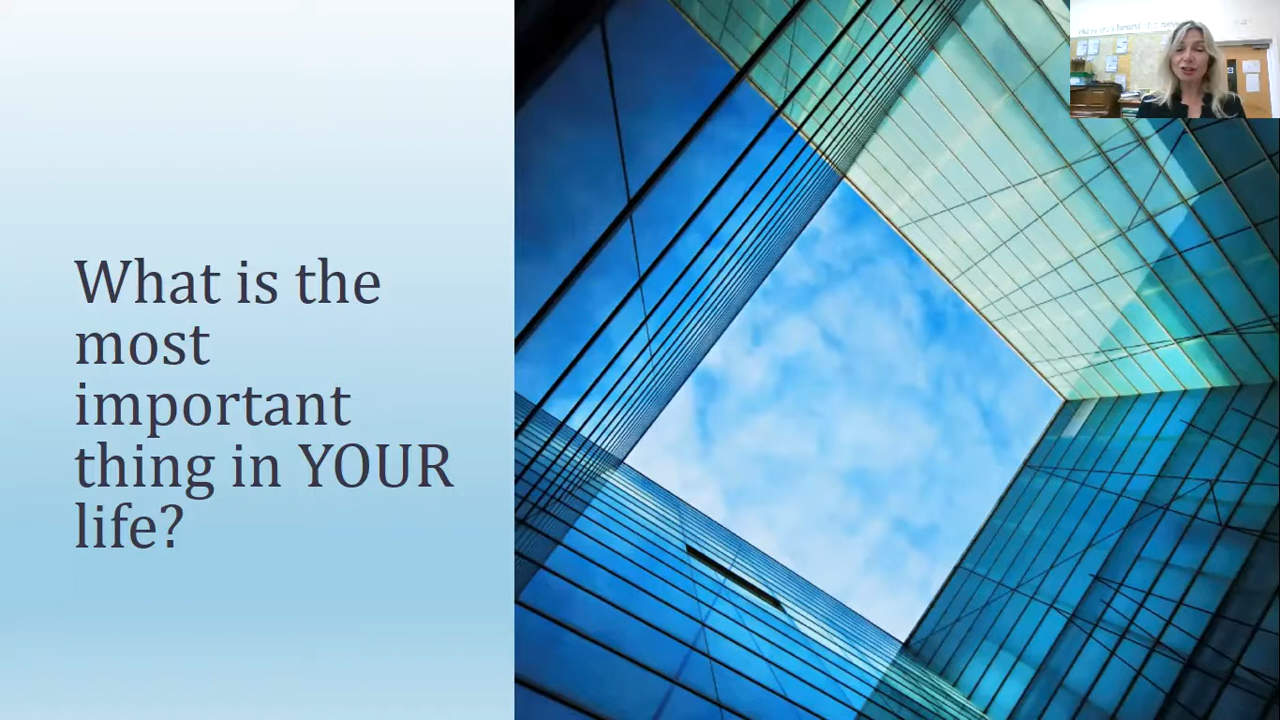 What is the
most
important
thing in YOUR
life?